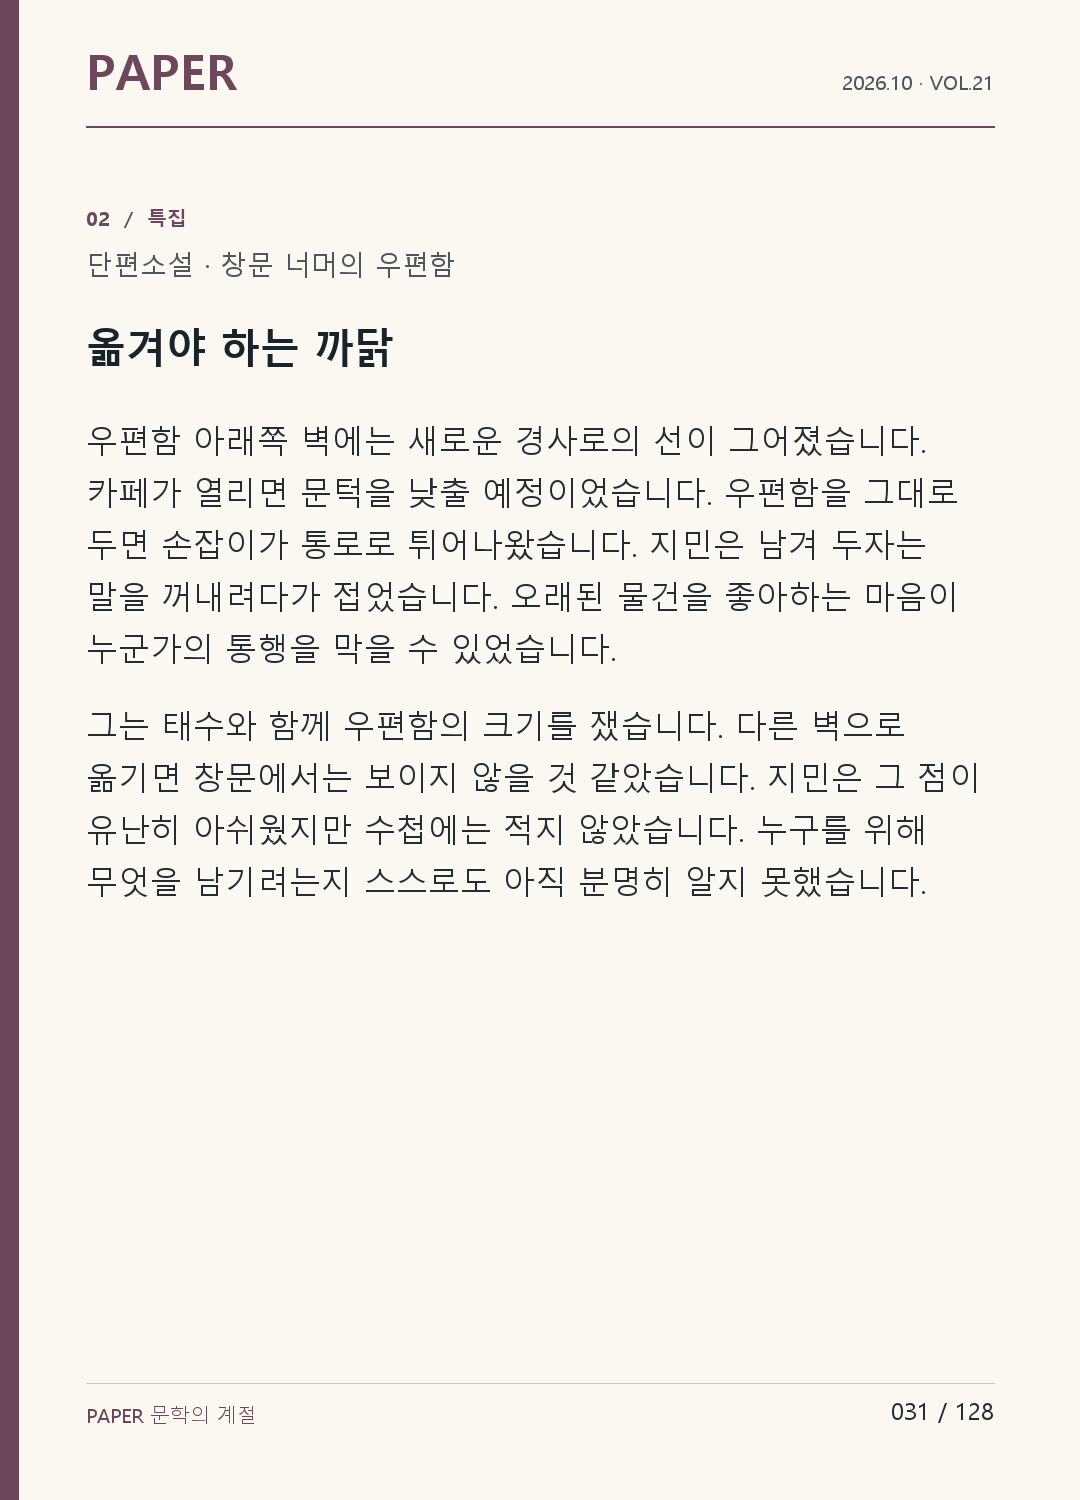 PAPER
2026.10 · VOL.21
02 / 특집
단편소설 · 창문 너머의 우편함
옮겨야 하는 까닭
우편함 아래쪽 벽에는 새로운 경사로의 선이 그어졌습니다.
카페가 열리면 문턱을 낮출 예정이었습니다. 우편함을 그대로
두면 손잡이가 통로로 튀어나왔습니다. 지민은 남겨 두자는
말을 꺼내려다가 접었습니다. 오래된 물건을 좋아하는 마음이
누군가의 통행을 막을 수 있었습니다.
그는 태수와 함께 우편함의 크기를 쟀습니다. 다른 벽으로
옮기면 창문에서는 보이지 않을 것 같았습니다. 지민은 그 점이
유난히 아쉬웠지만 수첩에는 적지 않았습니다. 누구를 위해
무엇을 남기려는지 스스로도 아직 분명히 알지 못했습니다.
PAPER 문학의 계절
031 / 128